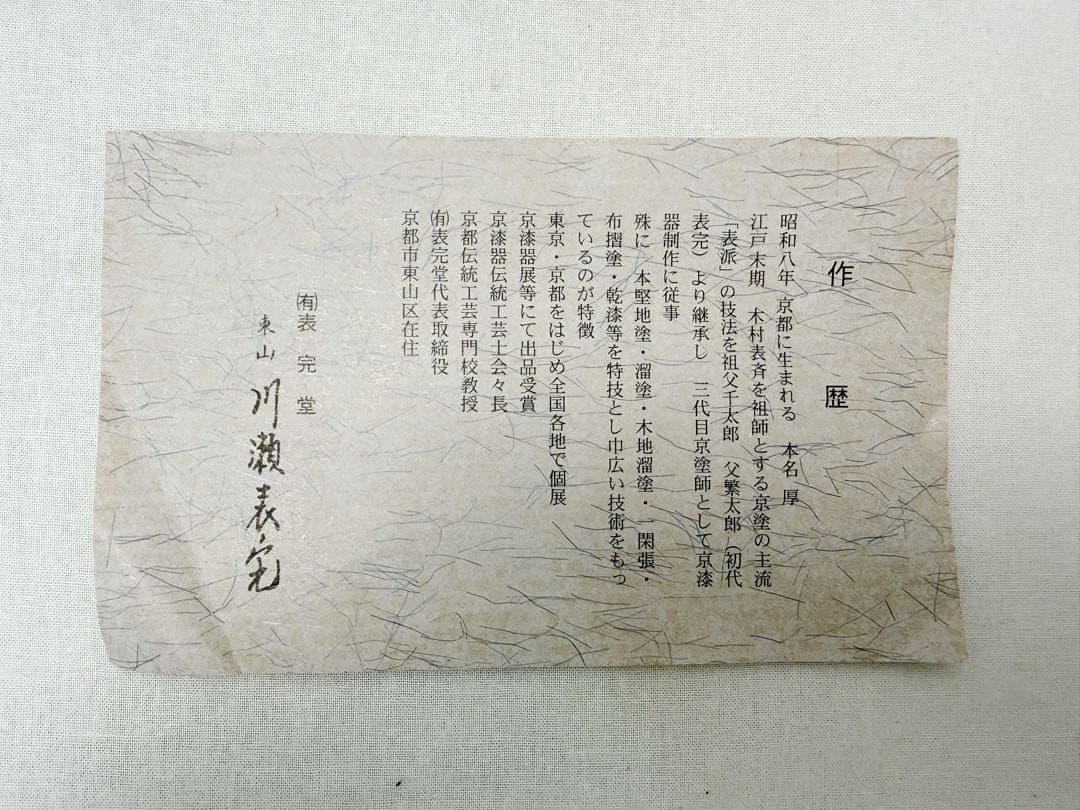 作歴
昭和八年 京都に生まれる 本名 厚
江戸末期 木村表斉を祖師とする京塗の主流
「表派」の技法を祖父千太郎 父繁太郎（初代
表完）より継承し 三代目京塗師として京漆
器制作に従事
殊に 本堅地塗・溜塗・木地溜塗・一閑張・
布摺塗・乾漆等を特技とし巾広い技術をもっ
ているのが特徴
東京・京都をはじめ全国各地で個展
京漆器展等にて出品受賞
京漆器伝統工芸士会々長
京都伝統工芸専門校教授
㈲表完堂代表取締役
京都市東山区在住
㈲表完堂
東山 川瀬表完